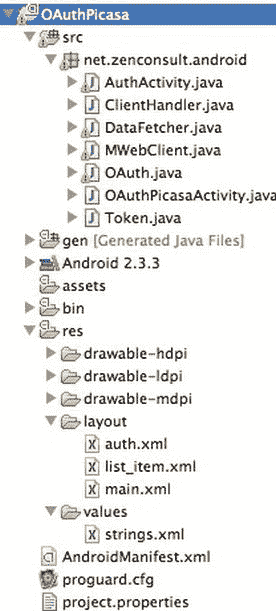 OAuthPicasa
src
net.zenconsult.android
AuthActivity.java
ClientHandler.java
DataFetcher.java
MWebClient.java
OAuth.java
OAuthPicasaActivity.java
Token.java
gen [Generated Java Files]
Android 2.3.3
assets
bin
res
drawable-hdpi
drawable-ldpi
drawable-mdpi
layout
auth.xml
list_item.xml
main.xml
values
strings.xml
AndroidManifest.xml
proguard.cfg
project.properties